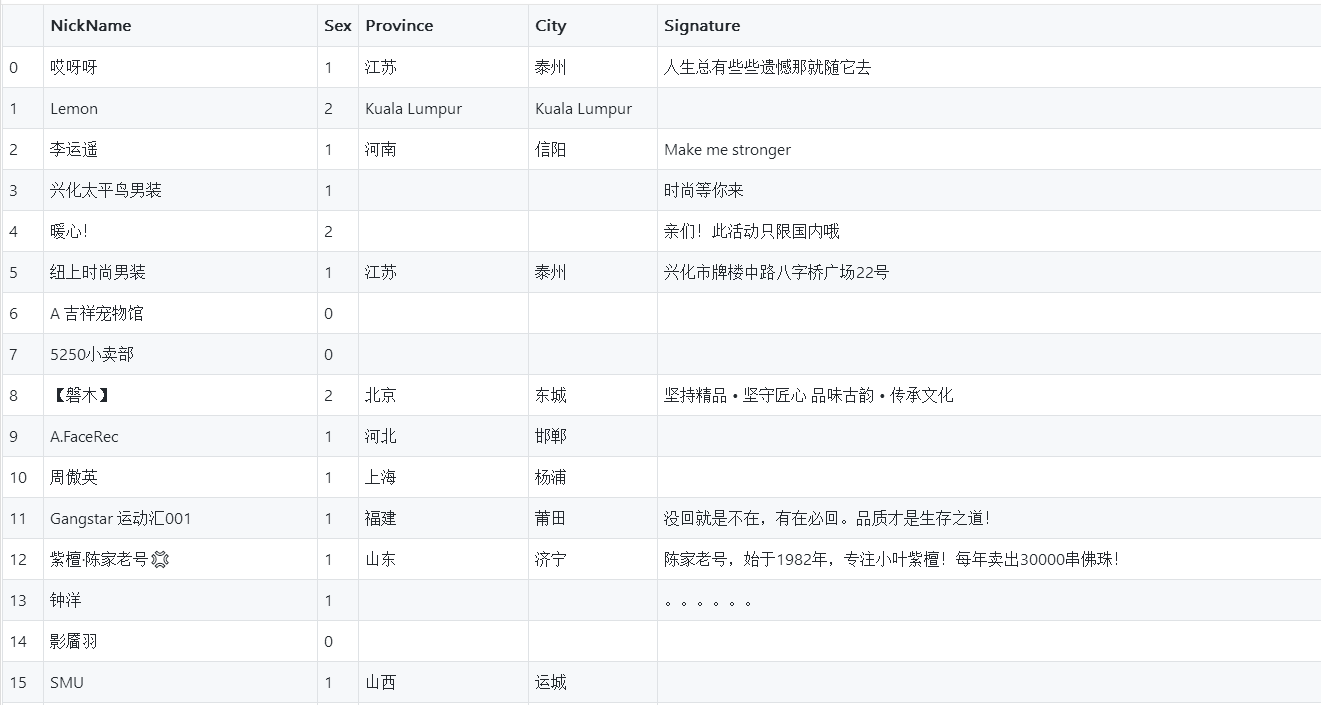 NickName Sex Province City Signature
0 哎呀呀 1 江苏 泰州 人生总有些些遗憾那就随它去
1 Lemon 2 Kuala Lumpur Kuala Lumpur
2 李运遥 1 河南 信阳 Make me stronger
3 兴化太平鸟男装 1 时尚等你来
4 暖心！ 2 亲们！此活动只限国内哦
5 纽上时尚男装 1 江苏 泰州 兴化市牌楼中路八字桥广场22号
6 A 吉祥宠物馆 0
7 5250小卖部 0
8 【磐木】 2 北京 东城 坚持精品•坚守匠心 品味古韵•传承文化
9 A.FaceRec 1 河北 邯郸
10 周傲英 1 上海 杨浦
11 Gangstar 运动汇001 1 福建 莆田 没回就是不在，有在必回。品质才是生存之道！
12 紫檀·陈家老号💢 1 山东 济宁 陈家老号，始于1982年，专注小叶紫檀！每年卖出30000串佛珠！
13 钟洋 1 。。。。。。
14 影靥羽 0
15 SMU 1 山西 运城